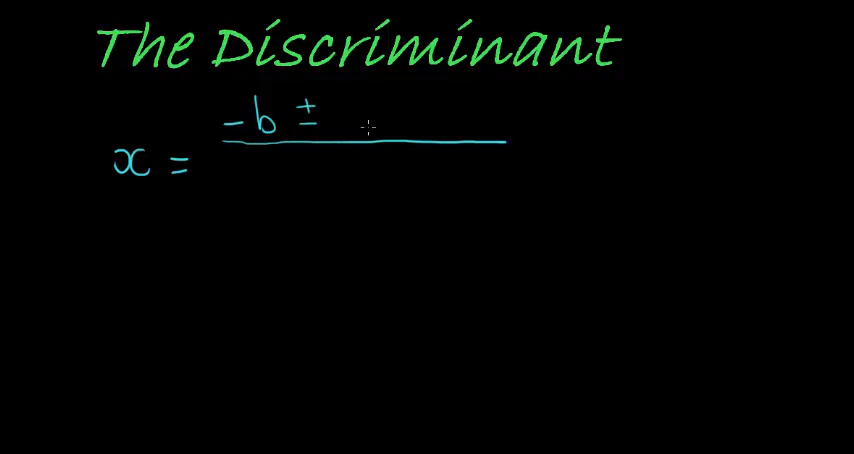 The Discriminant
-b ±
x =